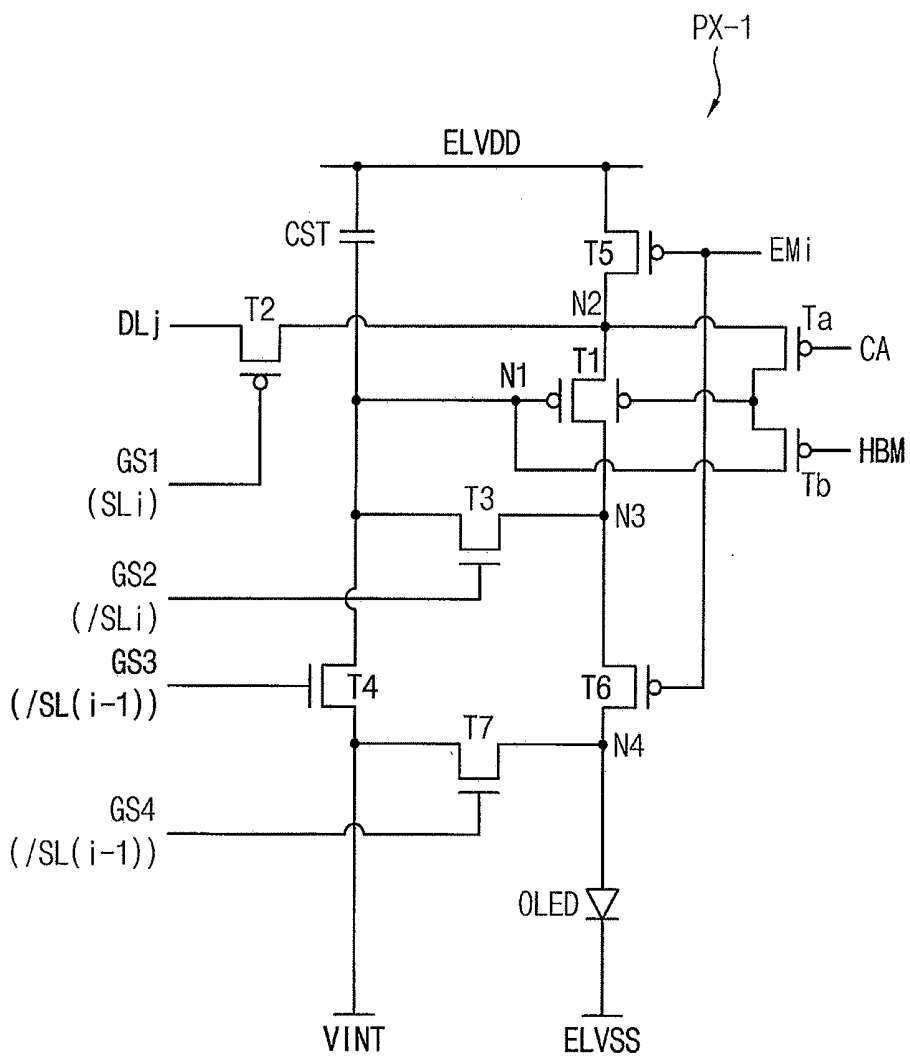 PX-1
ELVDD
CST
T5
EMi
N2
T2
DLj
Ta
T1
CA
N1
GS1
(SLi)
HBM
Tb
T3
N3
GS2
(/SLi)
GS3
(/SL(i-1))
T4
T6
T7
N4
GS4
(/SL(i-1))
OLED
VINT
ELVSS